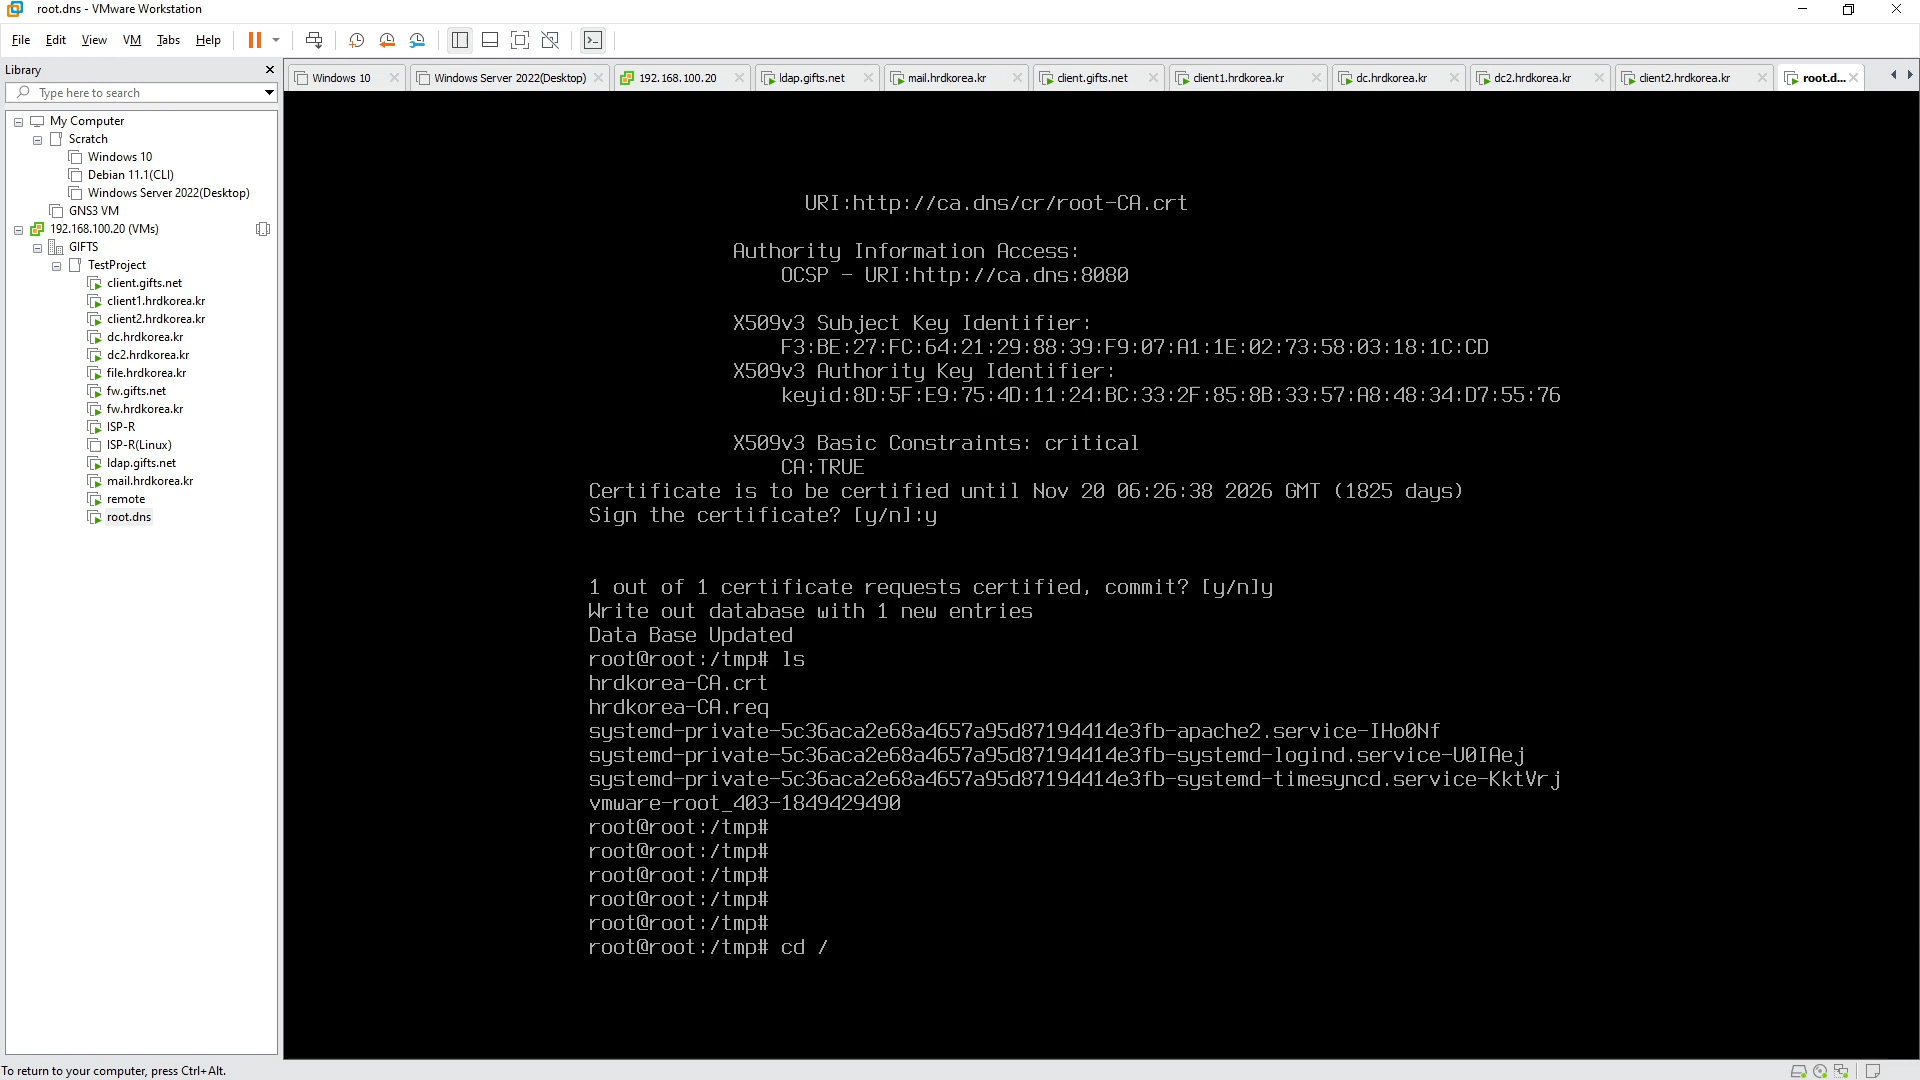 root.dns - VMware Workstation
File Edit View VM Tabs Help
Library
Type here to search
My Computer
Scratch
Windows 10
Debian 11.1(CLI)
Windows Server 2022(Desktop)
GNS3 VM
192.168.100.20 (VMs)
GIFTS
TestProject
client.gifts.net
client1.hrdkorea.kr
client2.hrdkorea.kr
dc.hrdkorea.kr
dc2.hrdkorea.kr
file.hrdkorea.kr
fw.gifts.net
fw.hrdkorea.kr
ISP-R
ISP-R(Linux)
ldap.gifts.net
mail.hrdkorea.kr
remote
root.dns
Windows 10 Windows Server 2022(Desktop) 192.168.100.20 ldap.gifts.net mail.hrdkorea.kr client.gifts.net client1.hrdkorea.kr dc.hrdkorea.kr dc2.hrdkorea.kr client2.hrdkorea.kr root.d...
URI:http://ca.dns/cr/root-CA.crt
Authority Information Access:
OCSP - URI:http://ca.dns:8080
X509v3 Subject Key Identifier:
F3:BE:27:FC:64:21:29:88:39:F9:07:A1:1E:02:73:58:03:18:1C:CD
X509v3 Authority Key Identifier:
keyid:8D:5F:E9:75:4D:11:24:BC:33:2F:85:8B:33:57:A8:48:34:D7:55:76
X509v3 Basic Constraints: critical
CA:TRUE
Certificate is to be certified until Nov 20 06:26:38 2026 GMT (1825 days)
Sign the certificate? [y/n]:y
1 out of 1 certificate requests certified, commit? [y/n]y
Write out database with 1 new entries
Data Base Updated
root@root:/tmp# ls
hrdkorea-CA.crt
hrdkorea-CA.req
systemd-private-5c36aca2e68a4657a95d87194414e3fb-apache2.service-IHo0Nf
systemd-private-5c36aca2e68a4657a95d87194414e3fb-systemd-logind.service-U0IAej
systemd-private-5c36aca2e68a4657a95d87194414e3fb-systemd-timesyncd.service-KktVrj
vmware-root_403-1849429490
root@root:/tmp#
root@root:/tmp#
root@root:/tmp#
root@root:/tmp#
root@root:/tmp#
root@root:/tmp# cd /
To return to your computer, press Ctrl+Alt.